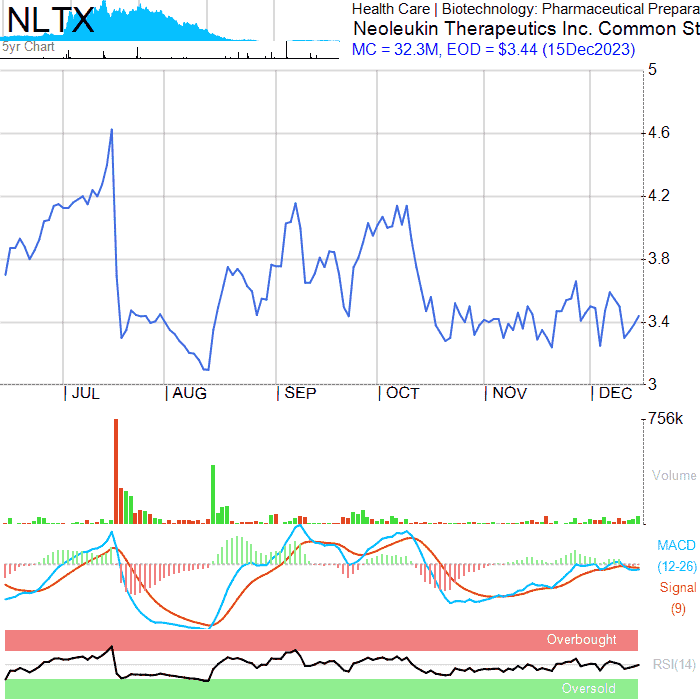 NLTX
5yr Chart
Health Care | Biotechnology: Pharmaceutical Prepara
Neoleukin Therapeutics Inc. Common St
MC = 32.3M, EOD = $3.44 (15Dec2023)
5
4.6
4.2
3.8
3.4
3
JUL AUG SEP OCT NOV DEC
756k
Volume
MACD
(12-26)
Signal
(9)
Overbought
RSI(14)
Oversold